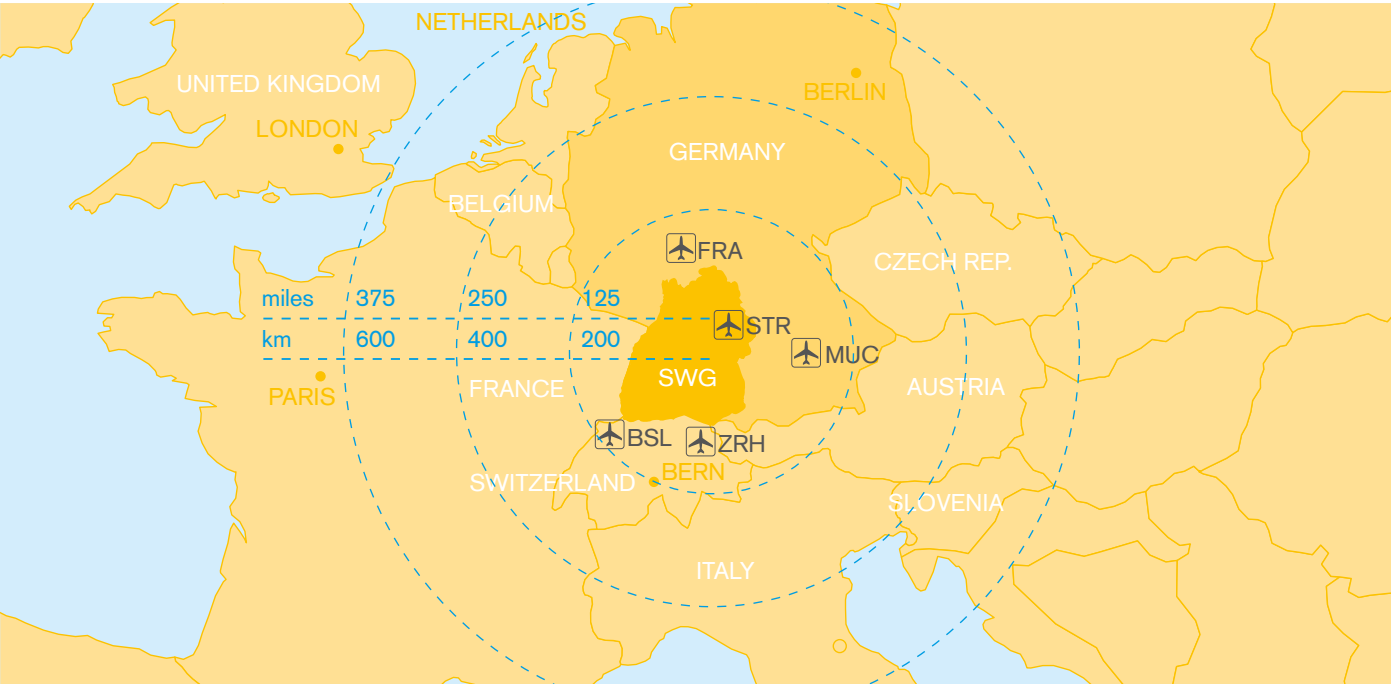 NETHERLANDS
UNITED KINGDOM
BERLIN
LONDON
GERMANY
BELGIUM
FRA
CZECH REP.
miles 375 250 125
STR
km 600 400 200
MUC
SWG
FRANCE
AUSTRIA
PARIS
BSL
ZRH
BERN
SWITZERLAND
SLOVENIA
ITALY